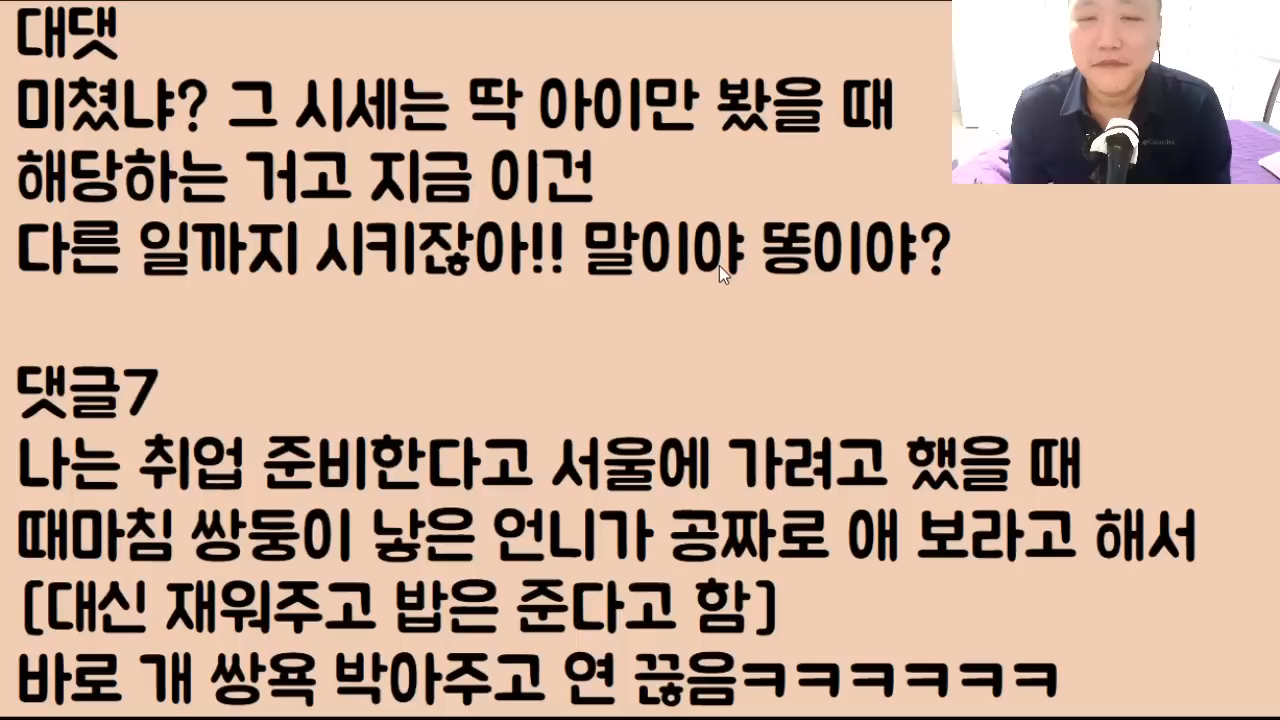 대댓
미쳤냐? 그 시세는 딱 아이만 봤을 때
해당하는 거고 지금 이건
다른 일까지 시키잖아!! 말이야 똥이야?
댓글7
나는 취업 준비한다고 서울에 가려고 했을 때
때마침 쌍둥이 낳은 언니가 공짜로 애 보라고 해서
[대신 재워주고 밥은 준다고 함]
바로 개 쌍욕 박아주고 연 끊음ㅋㅋㅋㅋㅋㅋ